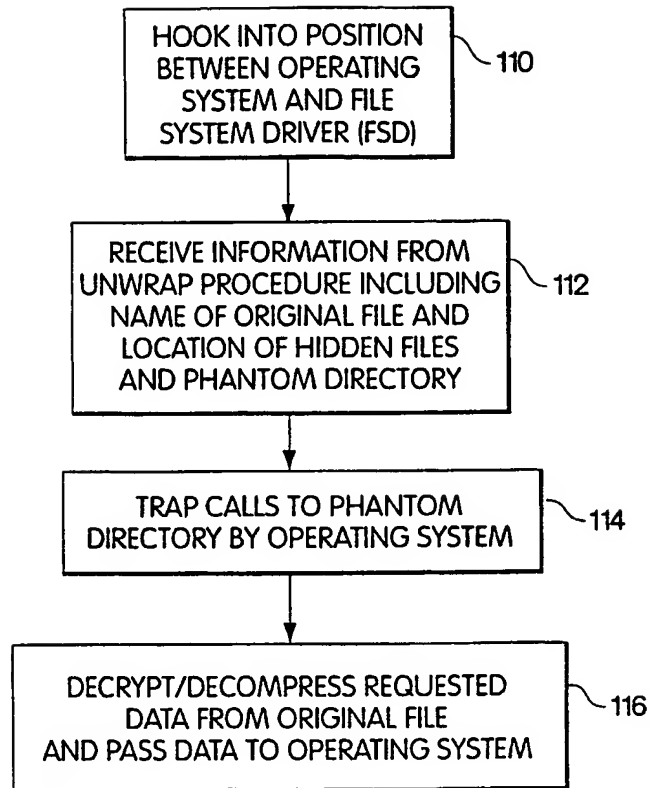 HOOK INTO POSITION
BETWEEN OPERATING
SYSTEM AND FILE
SYSTEM DRIVER (FSD)
110
RECEIVE INFORMATION FROM
UNWRAP PROCEDURE INCLUDING
NAME OF ORIGINAL FILE AND
LOCATION OF HIDDEN FILES
AND PHANTOM DIRECTORY
112
TRAP CALLS TO PHANTOM
DIRECTORY BY OPERATING SYSTEM
114
DECRYPT/DECOMPRESS REQUESTED
DATA FROM ORIGINAL FILE
AND PASS DATA TO OPERATING SYSTEM
116